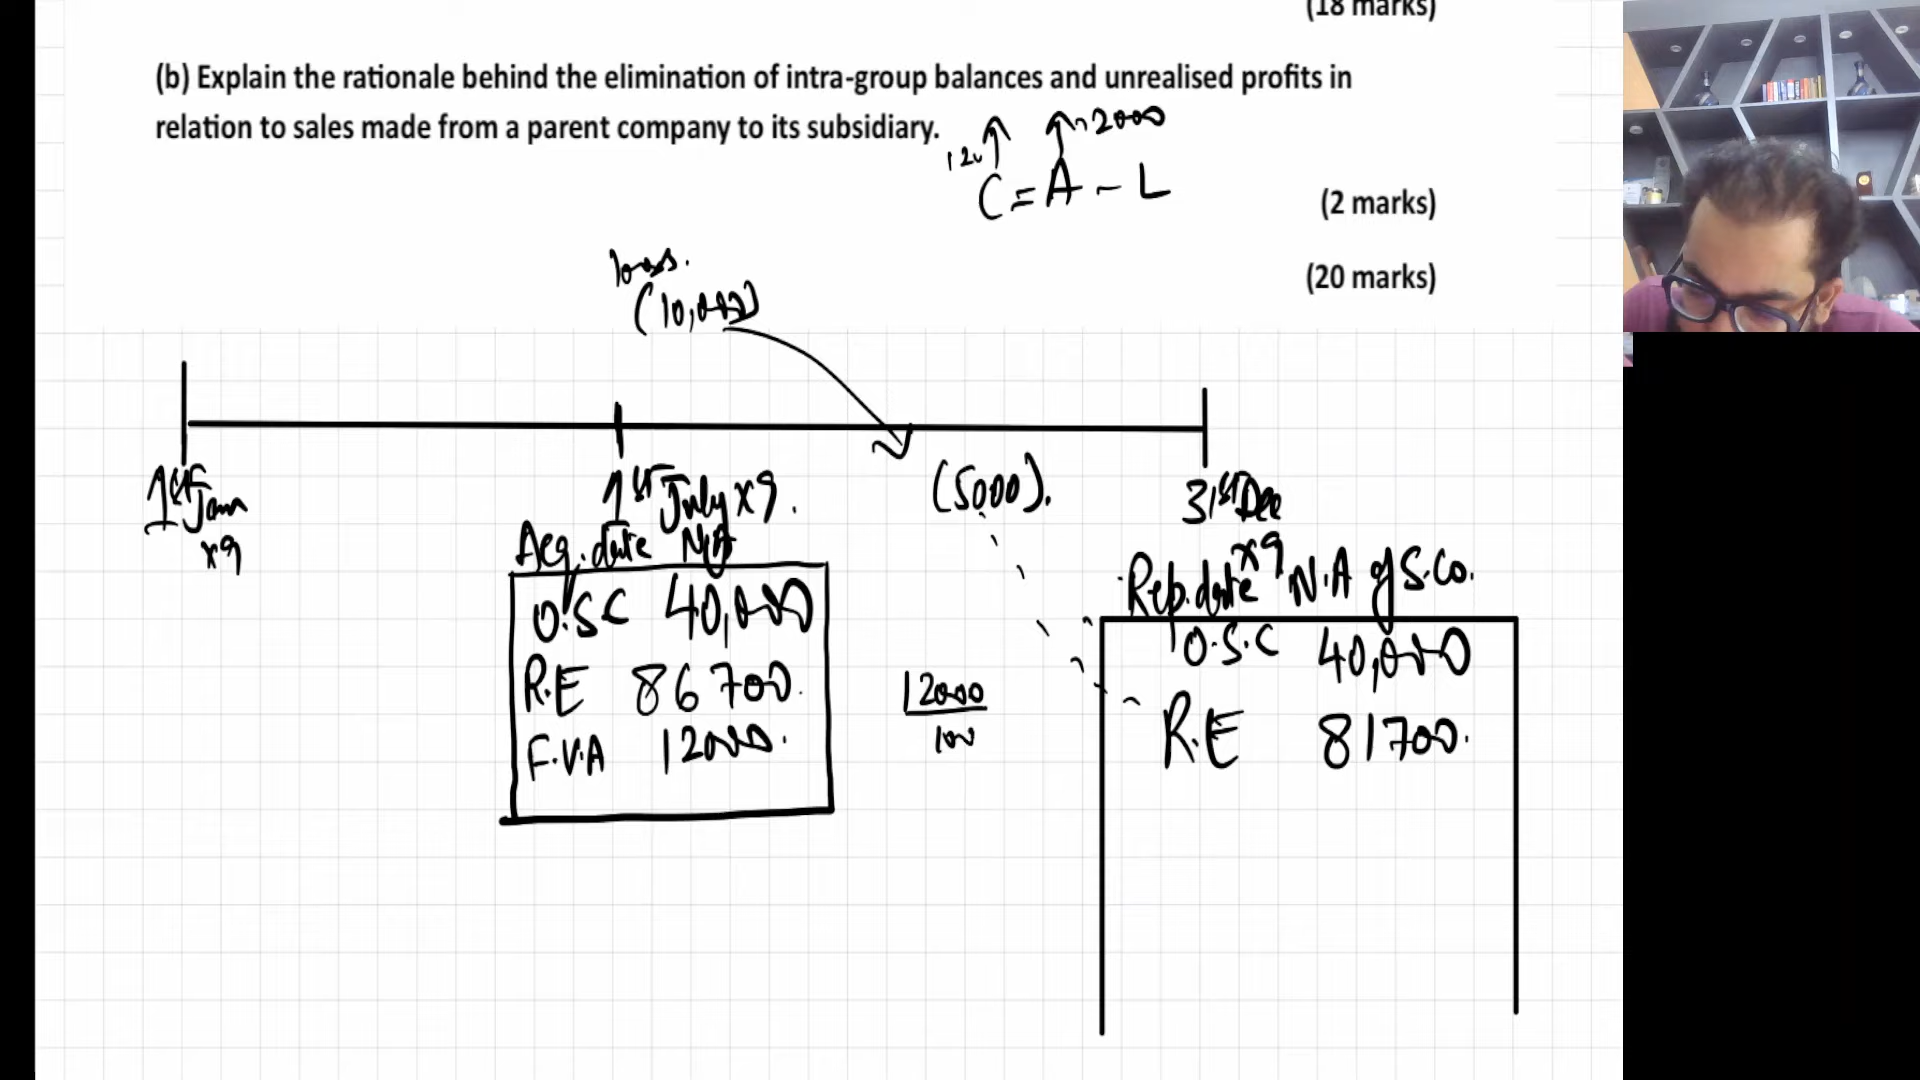 (18 marks)
(b) Explain the rationale behind the elimination of intra-group balances and unrealised profits in
relation to sales made from a parent company to its subsidiary.
2000
C = A - L
(2 marks)
loss.
(10,000)
(20 marks)
1st Jan
x9
1st July x9.
(5000).
31st Dec
x9
Acq. date N.A
O.S.C 40,000
R.E 86700.
F.V.A 12000.
12000
100
Rep. date N.A of S.Co.
O.S.C 40,000
R.E 81700.